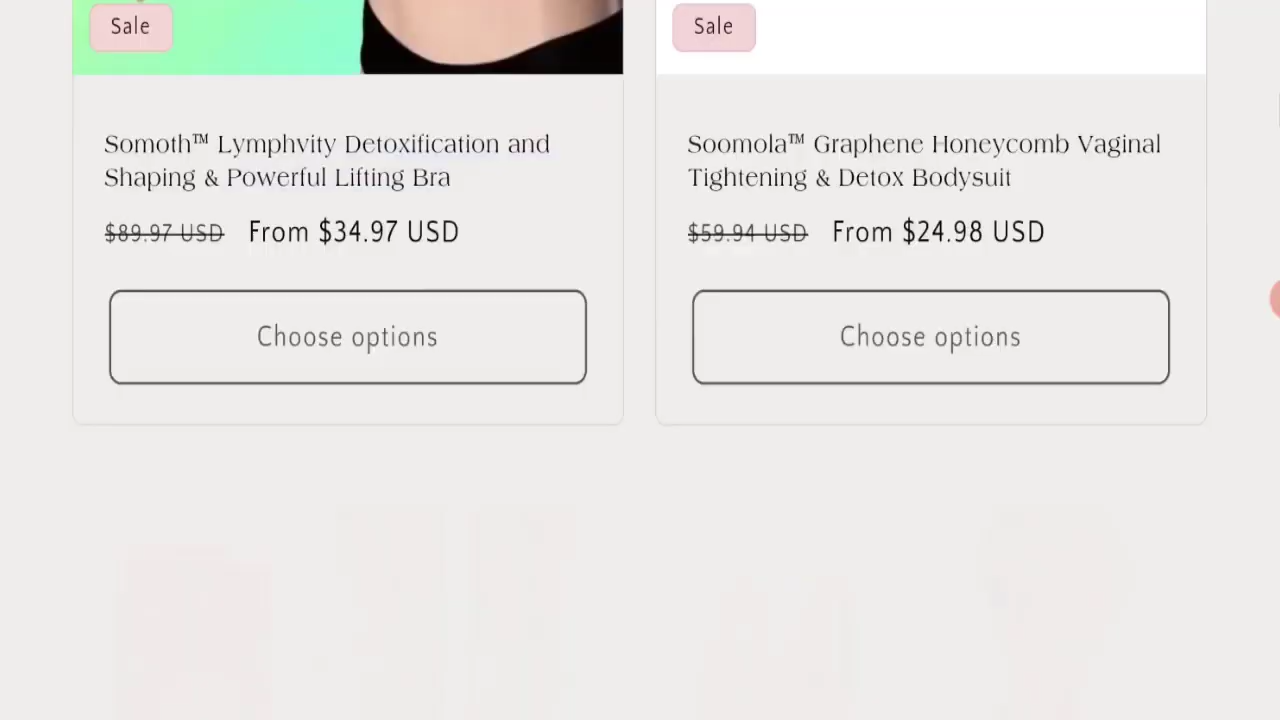 Sale
Sale
Somoth™ Lymphvity Detoxification and
Shaping & Powerful Lifting Bra
$89.97 USD From $34.97 USD
Choose options
Soomola™ Graphene Honeycomb Vaginal
Tightening & Detox Bodysuit
$59.94 USD From $24.98 USD
Choose options